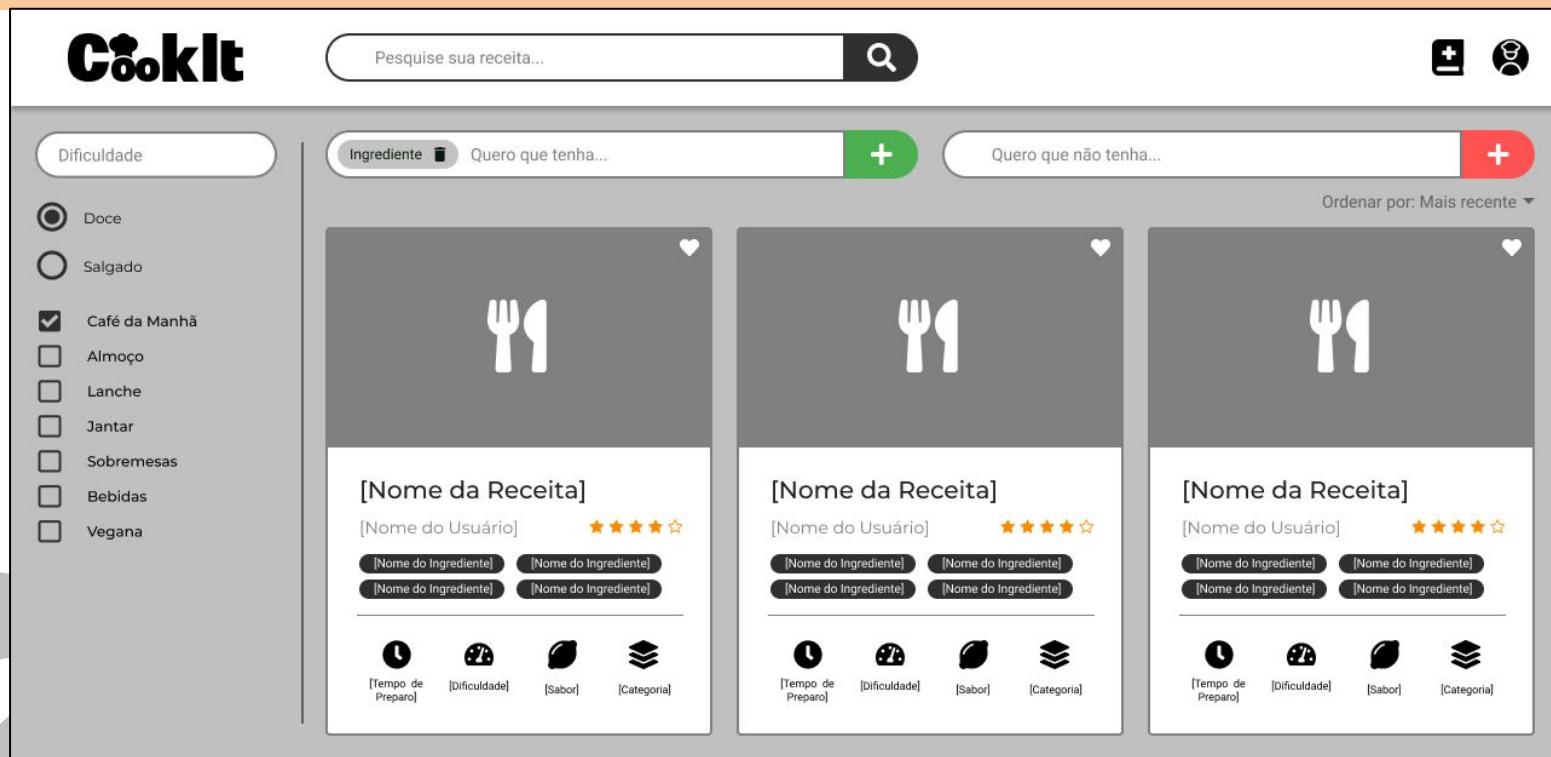 CookIt
Pesquise sua receita...
Dificuldade
Doce
Salgado
Café da Manhã
Almoço
Lanche
Jantar
Sobremesas
Bebidas
Vegana
Ingrediente Quero que tenha...
Quero que não tenha...
Ordenar por: Mais recente
[Nome da Receita]
[Nome do Usuário]
[Nome do Ingrediente] [Nome do Ingrediente]
[Nome do Ingrediente] [Nome do Ingrediente]
[Tempo de
Preparo]
[Dificuldade]
[Sabor]
[Categoria]
[Nome da Receita]
[Nome do Usuário]
[Nome do Ingrediente] [Nome do Ingrediente]
[Nome do Ingrediente] [Nome do Ingrediente]
[Tempo de
Preparo]
[Dificuldade]
[Sabor]
[Categoria]
[Nome da Receita]
[Nome do Usuário]
[Nome do Ingrediente] [Nome do Ingrediente]
[Nome do Ingrediente] [Nome do Ingrediente]
[Tempo de
Preparo]
[Dificuldade]
[Sabor]
[Categoria]